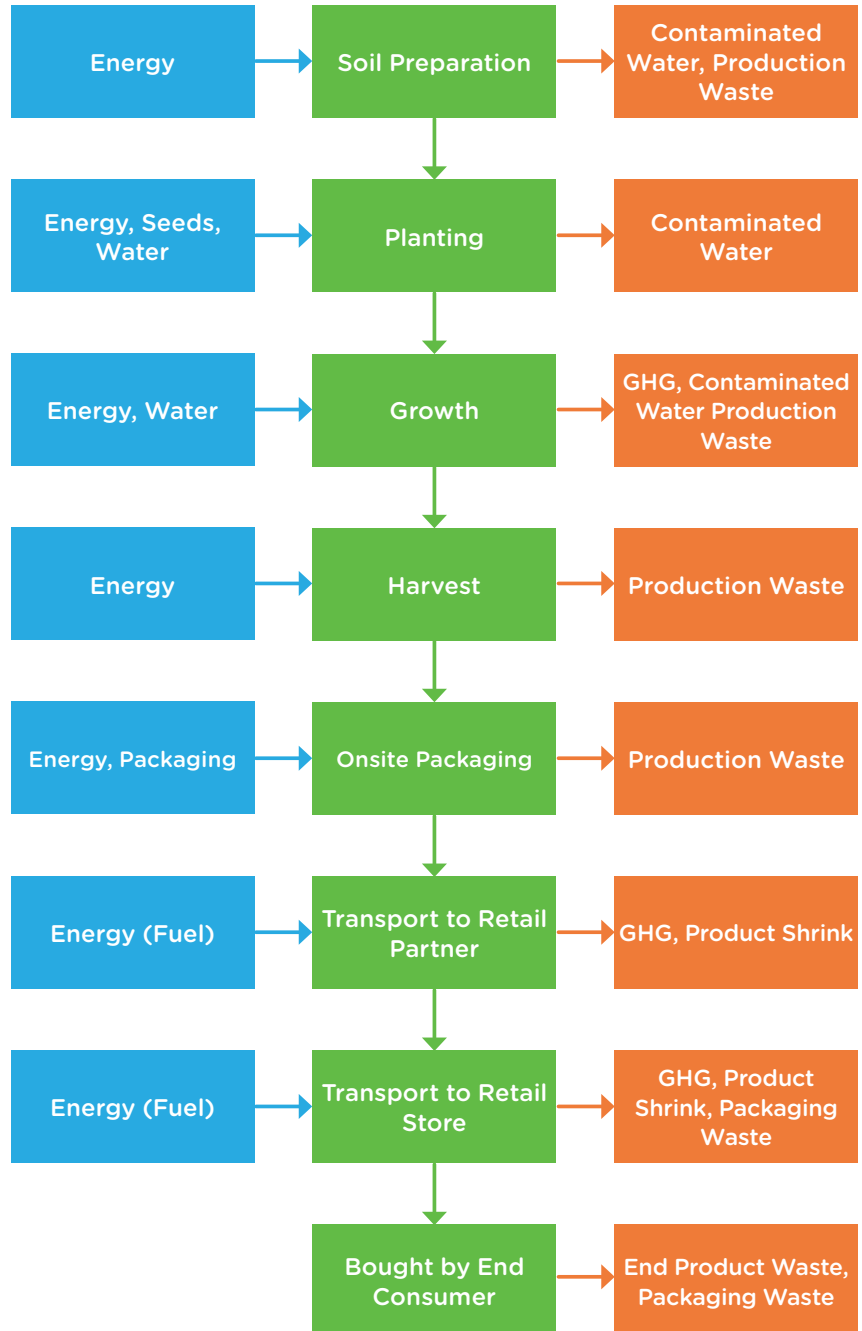 Energy
Soil Preparation
Contaminated
Water, Production
Waste
Energy, Seeds,
Water
Planting
Contaminated
Water
Energy, Water
Growth
GHG, Contaminated
Water Production
Waste
Energy
Harvest
Production Waste
Energy, Packaging
Onsite Packaging
Production Waste
Energy (Fuel)
Transport to Retail
Partner
GHG, Product Shrink
Energy (Fuel)
Transport to Retail
Store
GHG, Product
Shrink, Packaging
Waste
Bought by End
Consumer
End Product Waste,
Packaging Waste